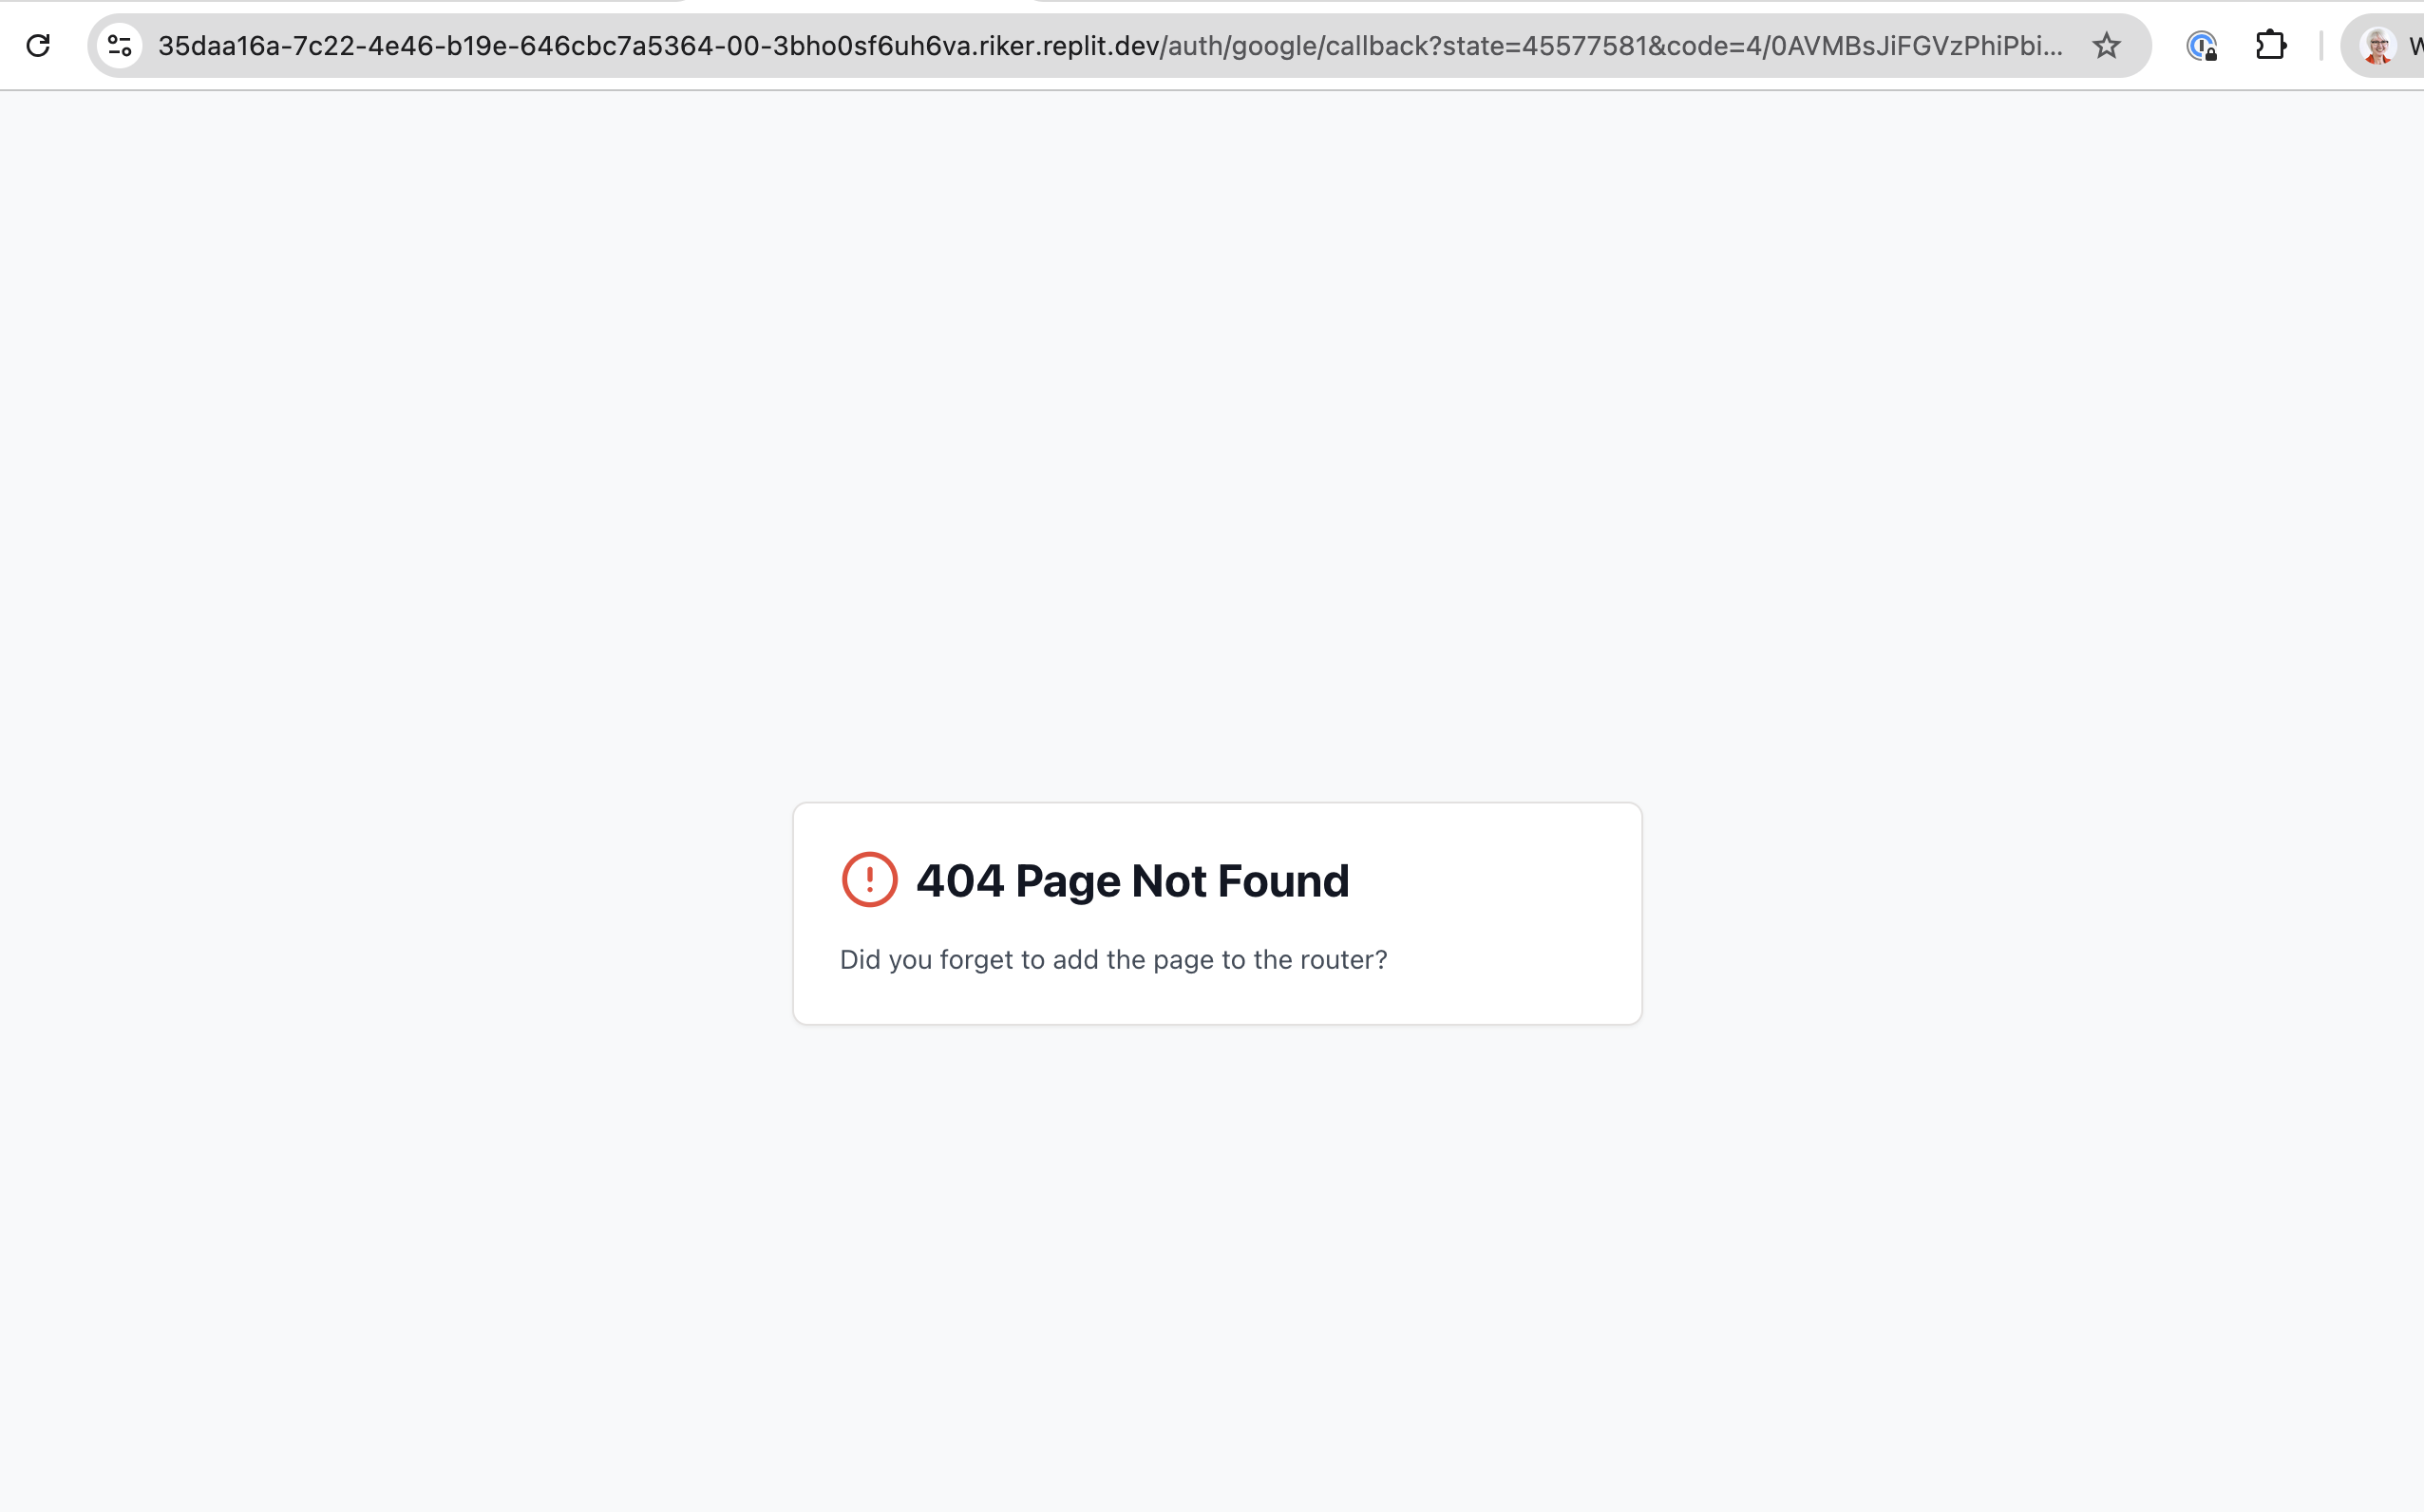 35daa16a-7c22-4e46-b19e-646cbc7a5364-00-3bho0sf6uh6va.riker.replit.dev/auth/google/callback?state=45577581&code=4/0AVMBsJiFGVzPhiPbi...
W
404 Page Not Found
Did you forget to add the page to the router?